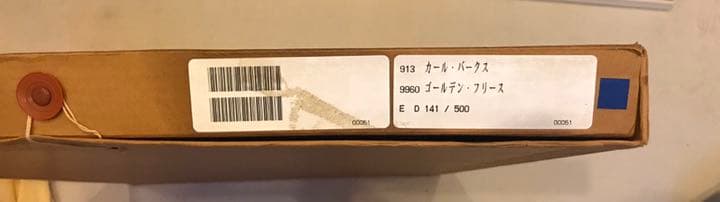 00051
913 カール・バークス
9960 ゴールデン・フリース
E D 141 / 500
00051